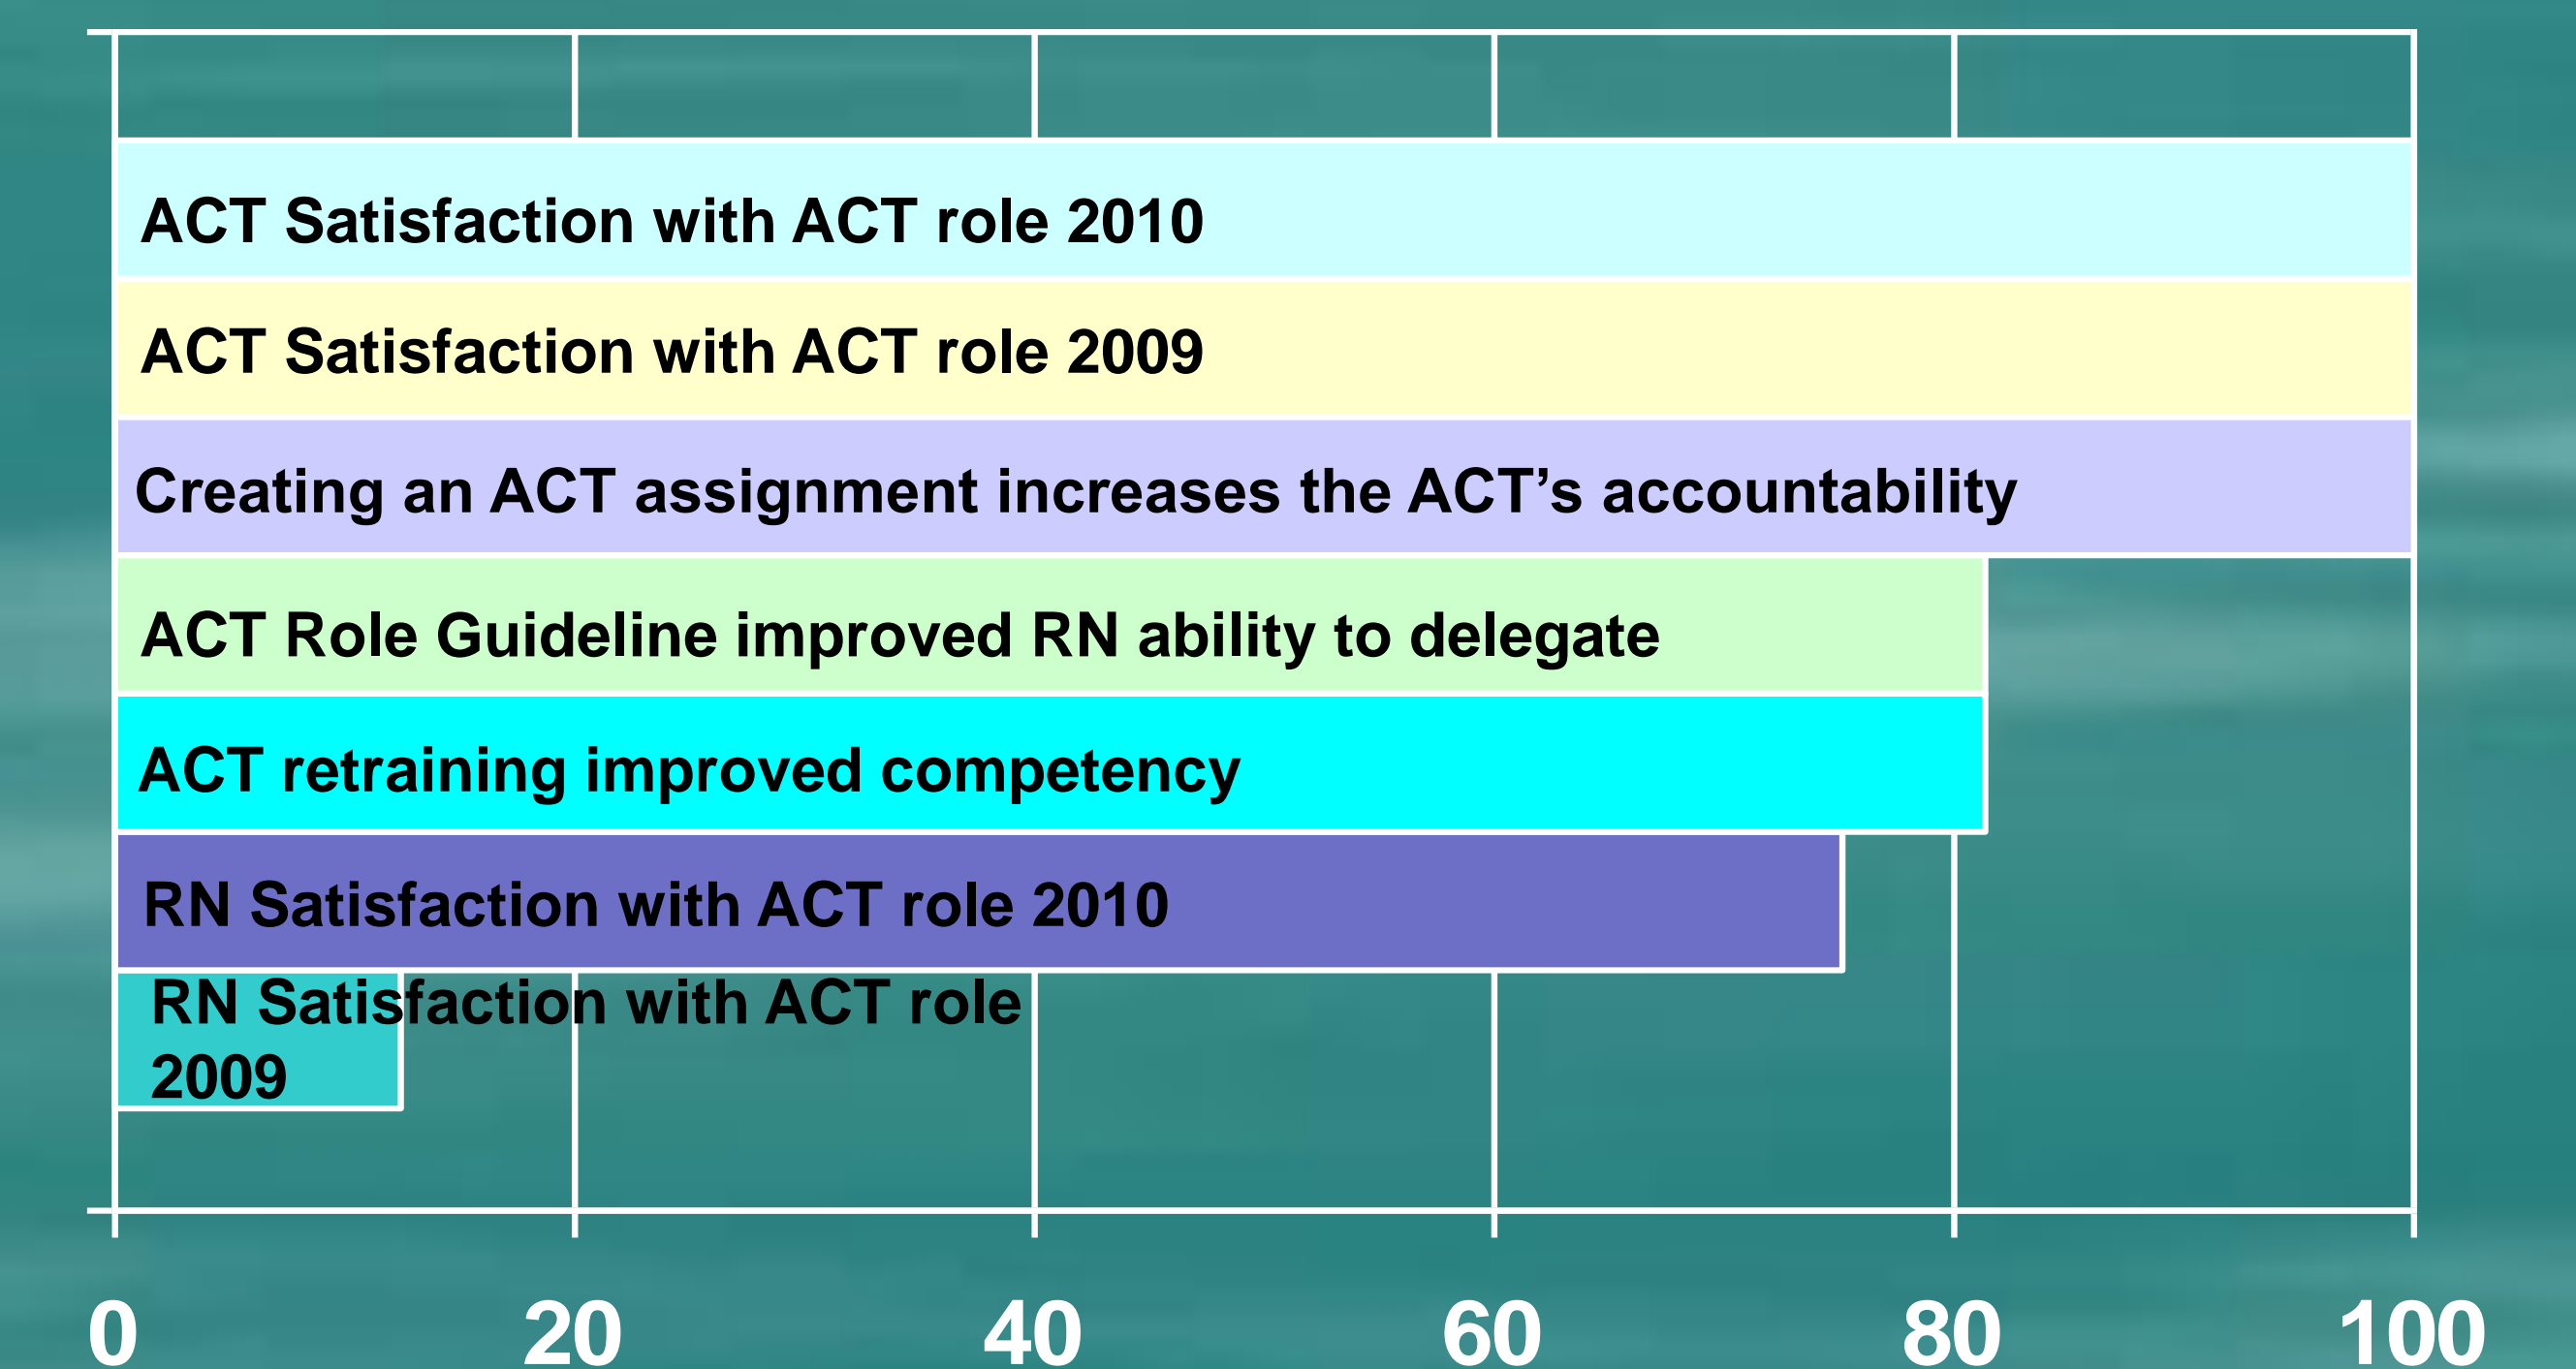 ACT Satisfaction with ACT role 2010
ACT Satisfaction with ACT role 2009
Creating an ACT assignment increases the ACT’s accountability
ACT Role Guideline improved RN ability to delegate
ACT retraining improved competency
RN Satisfaction with ACT role 2010
RN Satisfaction with ACT role
2009
0 20 40 60 80 100